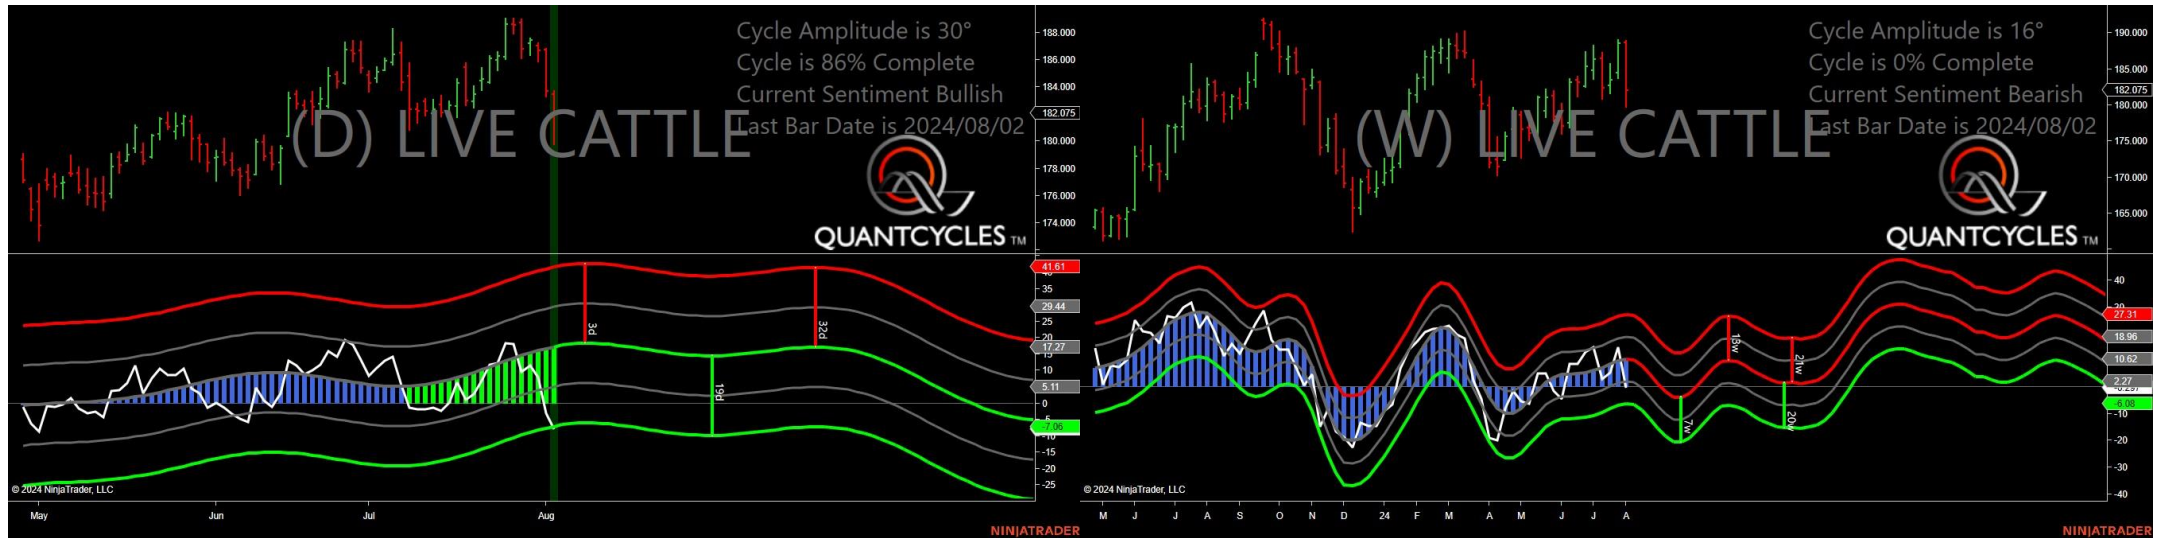 Cycle Amplitude is 30°
Cycle is 86% Complete
Current Sentiment Bullish
Last Bar Date is 2024/08/02
(D) LIVE CATTLE
QUANTCYCLES TM
188.000
186.000
184.000
182.075
180.000
178.000
176.000
174.000
41.61
40
35
29.44
25
20
17.27
15
10
5.11
0
-5
-7.06
-10
-15
-20
-25
3d
32d
19d
© 2024 NinjaTrader, LLC
May Jun Jul Aug
NINJATRADER
Cycle Amplitude is 16°
Cycle is 0% Complete
Current Sentiment Bearish
Last Bar Date is 2024/08/02
(W) LIVE CATTLE
QUANTCYCLES TM
190.000
185.000
182.075
180.000
175.000
170.000
165.000
40
30
27.31
18.96
10.62
2.27
-6.08
-10
-20
-30
-40
18w
21w
7w
20w
© 2024 NinjaTrader, LLC
M J J A S O N D 24 F M A M J J A
NINJATRADER